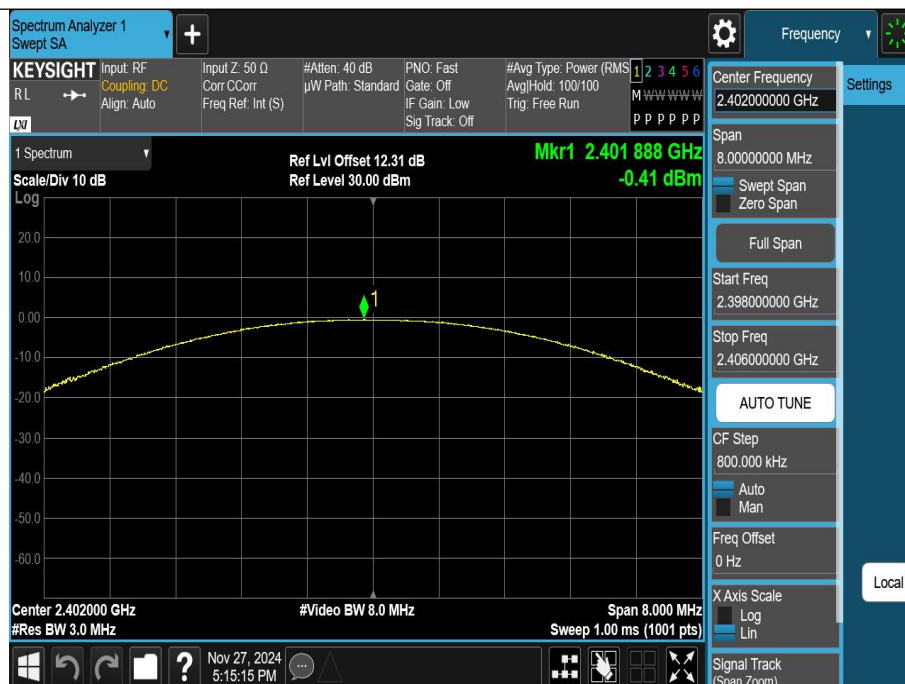 Spectrum Analyzer 1
Swept SA
+
Frequency
KEYSIGHT
RL
LXI
Input: RF
Coupling: DC
Align: Auto
Input Z: 50 Ω
Corr CCorr
Freq Ref: Int (S)
#Atten: 40 dB
µW Path: Standard
PNO: Fast
Gate: Off
IF Gain: Low
Sig Track: Off
#Avg Type: Power (RMS
Avg|Hold: 100/100
Trig: Free Run
1 2 3 4 5 6
M W W W W W
P P P P P P
1 Spectrum
Scale/Div 10 dB
Log
Ref Lvl Offset 12.31 dB
Ref Level 30.00 dBm
Mkr1 2.401 888 GHz
-0.41 dBm
20.0
10.0
0.00
-10.0
-20.0
-30.0
-40.0
-50.0
-60.0
1
Center 2.402000 GHz
#Res BW 3.0 MHz
#Video BW 8.0 MHz
Span 8.000 MHz
Sweep 1.00 ms (1001 pts)
Nov 27, 2024
5:15:15 PM
?
Center Frequency
2.402000000 GHz
Span
8.00000000 MHz
Swept Span
Zero Span
Full Span
Start Freq
2.398000000 GHz
Stop Freq
2.406000000 GHz
AUTO TUNE
CF Step
800.000 kHz
Auto
Man
Freq Offset
0 Hz
X Axis Scale
Log
Lin
Signal Track
(Span Zoom)
Settings
Local